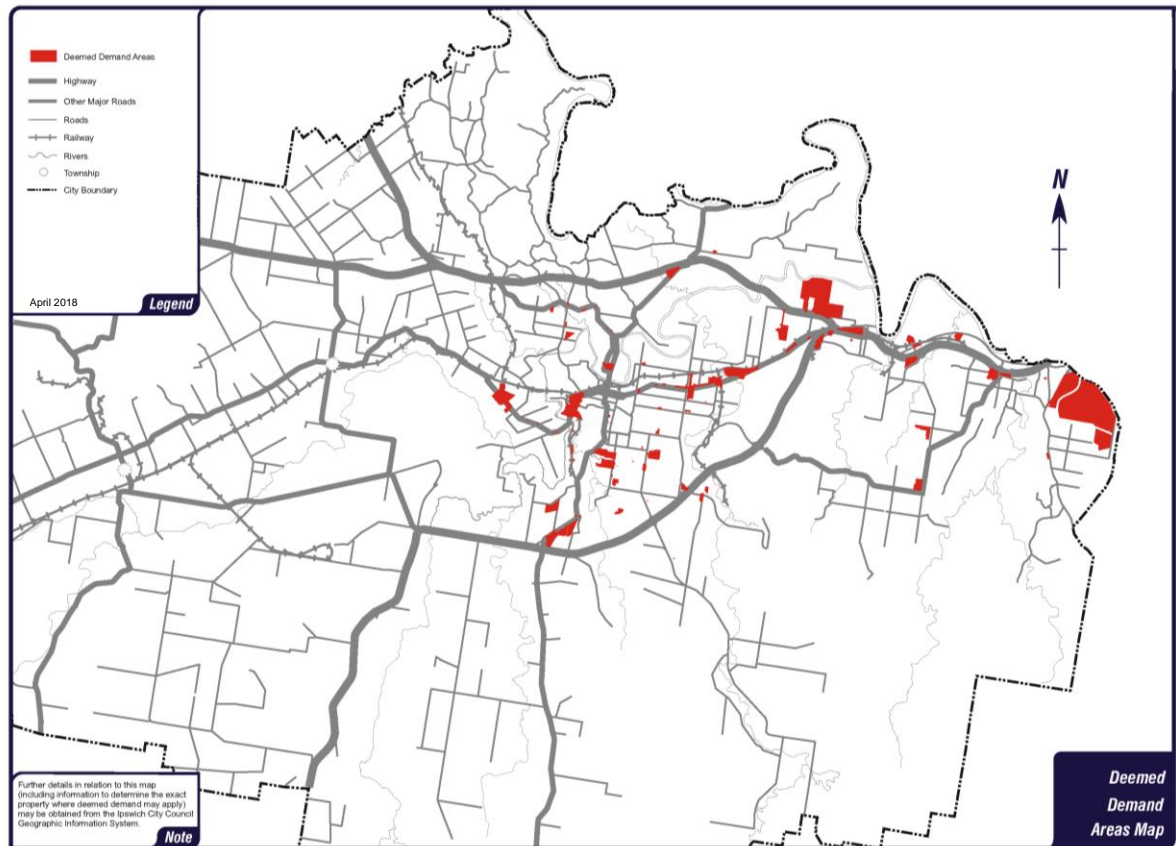 Deemed Demand Areas
Highway
Other Major Roads
Roads
Railway
Rivers
Township
City Boundary
April 2018
Legend
N
Further details in relation to this map
(including information to determine the exact
property where deemed demand may apply)
may be obtained from the Ipswich City Council
Geographic Information System.
Note
Deemed
Demand
Areas Map